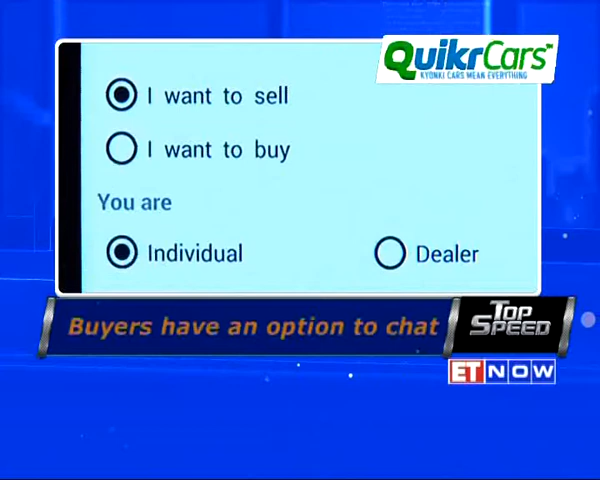 QuikrCars™
KYONKI CARS MEAN EVERYTHING
I want to sell
I want to buy
You are
Individual
Dealer
Buyers have an option to chat
TOP
SPEED
ET NOW